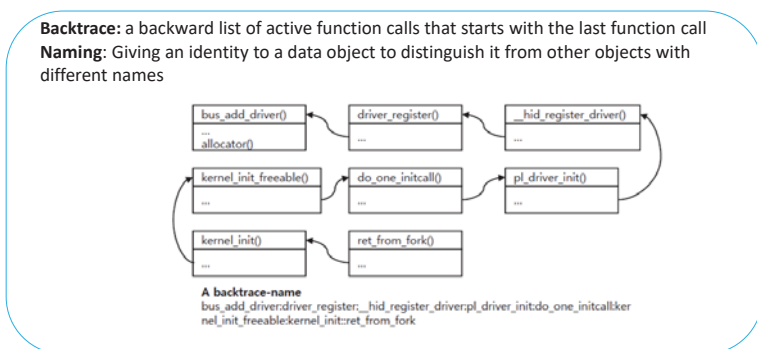 Backtrace: a backward list of active function calls that starts with the last function call
Naming: Giving an identity to a data object to distinguish it from other objects with
different names
bus_add_driver()
...
allocator()
driver_register()
...
__hid_register_driver()
...
kernel_init_freeable()
...
do_one_initcall()
...
pl_driver_init()
...
kernel_init()
...
ret_from_fork()
...
A backtrace-name
bus_add_driver:driver_register:__hid_register_driver:pl_driver_init:do_one_initcall:ker
nel_init_freeable:kernel_init::ret_from_fork